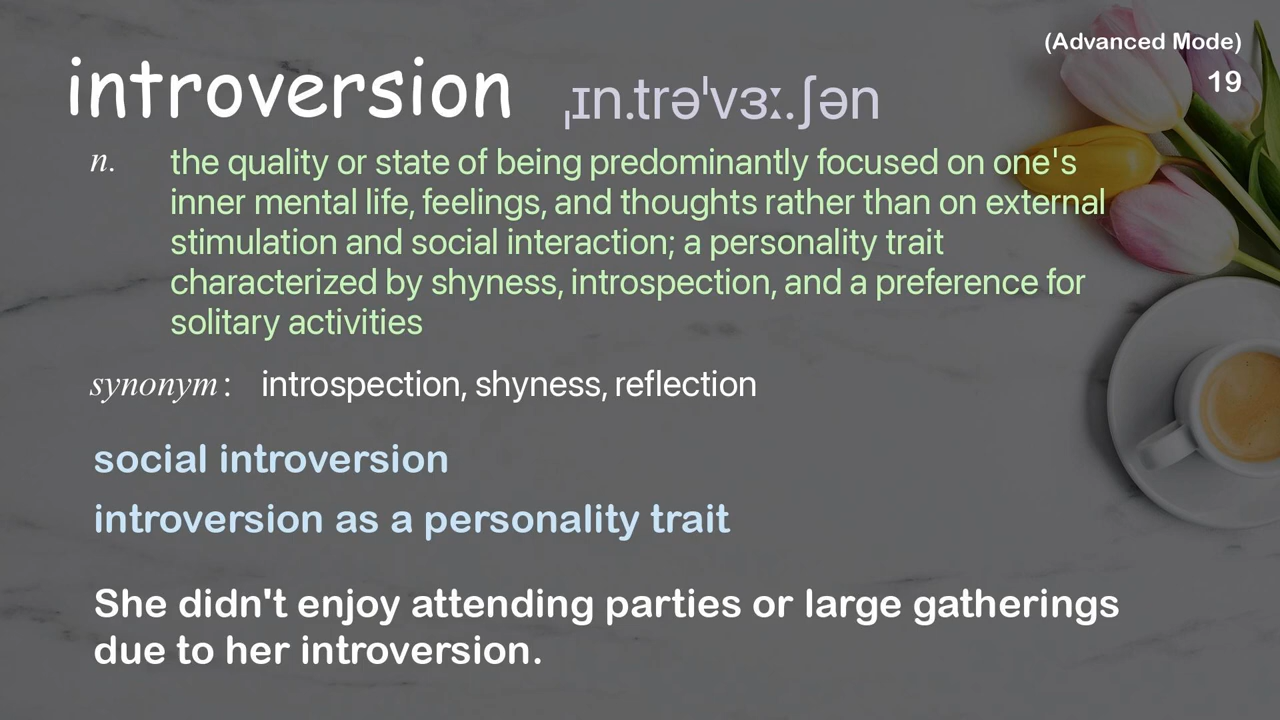 (Advanced Mode)
introversion ˌɪn.trəˈvɜː.ʃən
19
n. the quality or state of being predominantly focused on one's
inner mental life, feelings, and thoughts rather than on external
stimulation and social interaction; a personality trait
characterized by shyness, introspection, and a preference for
solitary activities
synonym: introspection, shyness, reflection
social introversion
introversion as a personality trait
She didn't enjoy attending parties or large gatherings
due to her introversion.